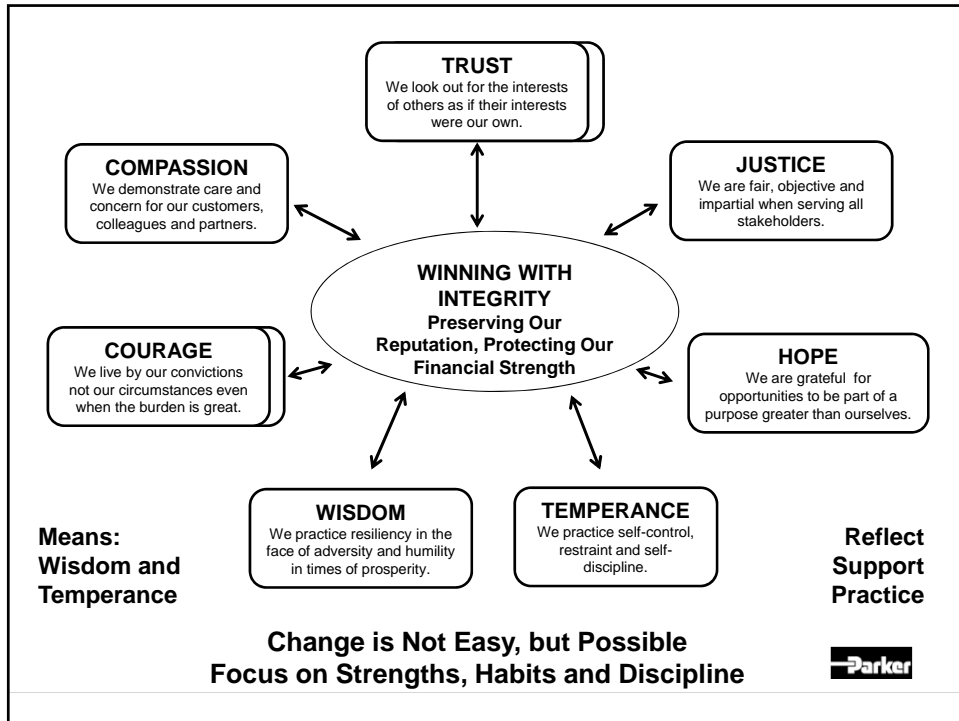 TRUST
We look out for the interests
of others as if their interests
were our own.
COMPASSION
We demonstrate care and
concern for our customers,
colleagues and partners.
JUSTICE
We are fair, objective and
impartial when serving all
stakeholders.
WINNING WITH
INTEGRITY
Preserving Our
Reputation, Protecting Our
Financial Strength
COURAGE
We live by our convictions
not our circumstances even
when the burden is great.
HOPE
We are grateful  for
opportunities to be part of a
purpose greater than ourselves.
WISDOM
We practice resiliency in the
face of adversity and humility
in times of prosperity.
TEMPERANCE
We practice self-control,
restraint and self-
discipline.
Means:
Wisdom and
Temperance
Reflect
Support
Practice
Change is Not Easy, but Possible
Focus on Strengths, Habits and Discipline
Parker